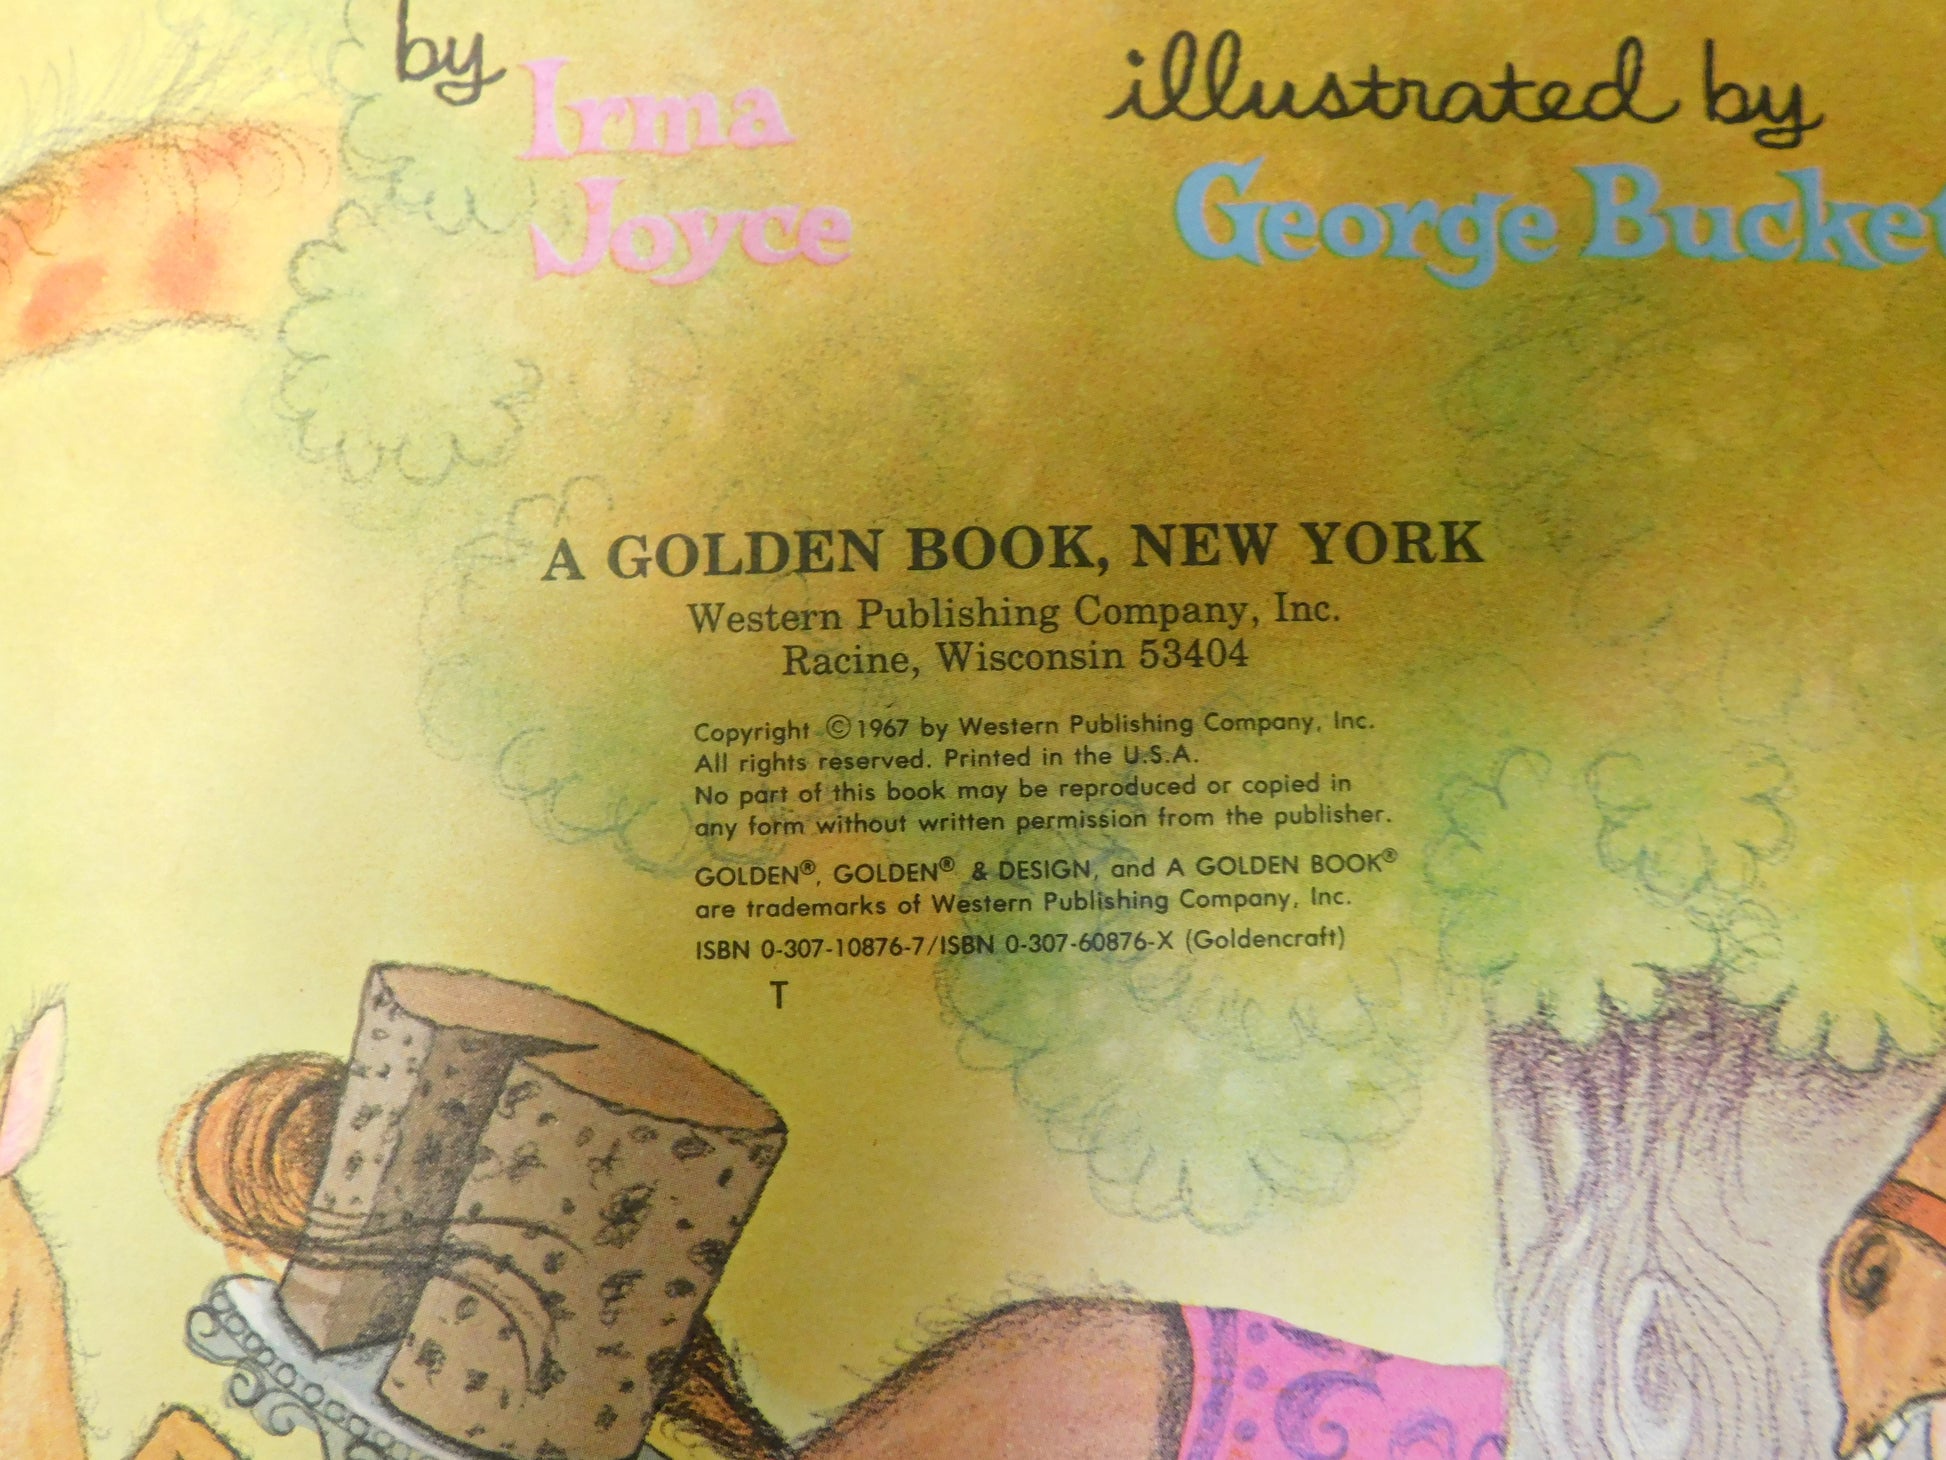 by
Irma
Joyce
illustrated by
George Bucket
A GOLDEN BOOK, NEW YORK
Western Publishing Company, Inc.
Racine, Wisconsin 53404
Copyright ©1967 by Western Publishing Company, Inc.
All rights reserved. Printed in the U.S.A.
No part of this book may be reproduced or copied in
any form without written permission from the publisher.
GOLDEN®, GOLDEN® & DESIGN, and A GOLDEN BOOK®
are trademarks of Western Publishing Company, Inc.
ISBN 0-307-10876-7/ISBN 0-307-60876-X (Goldencraft)
T